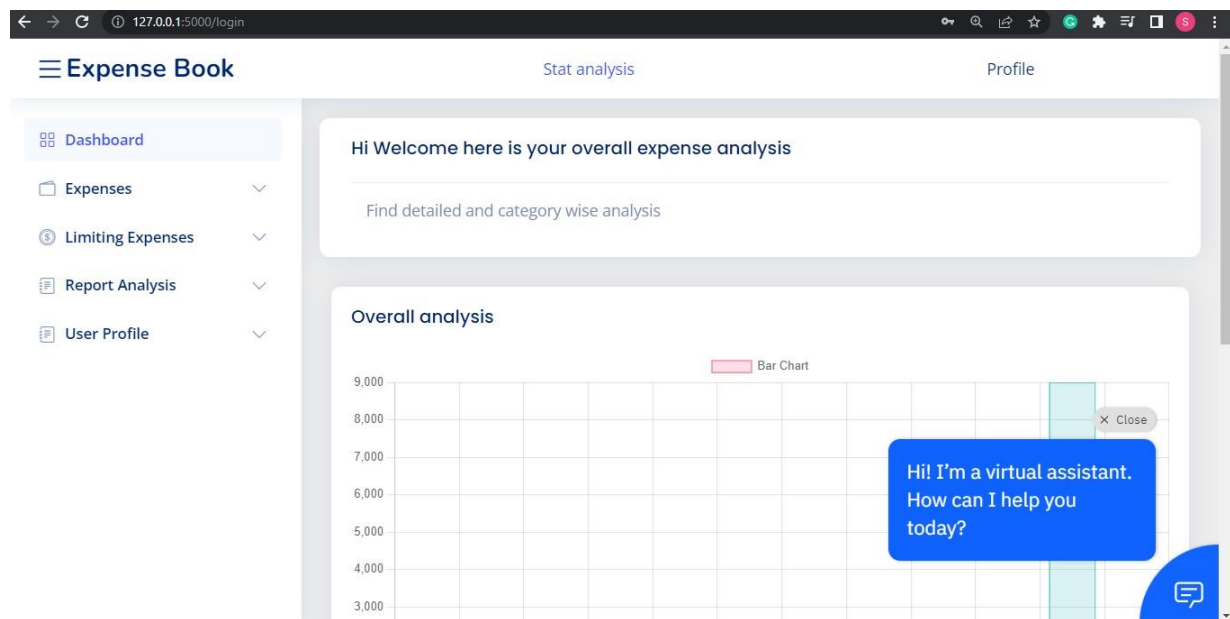 127.0.0.1:5000/login
S
Expense Book
Stat analysis
Profile
Dashboard
Expenses
Limiting Expenses
Report Analysis
User Profile
Hi Welcome here is your overall expense analysis
Find detailed and category wise analysis
Overall analysis
Bar Chart
9,000
8,000
7,000
6,000
5,000
4,000
3,000
× Close
Hi! I'm a virtual assistant.
How can I help you
today?